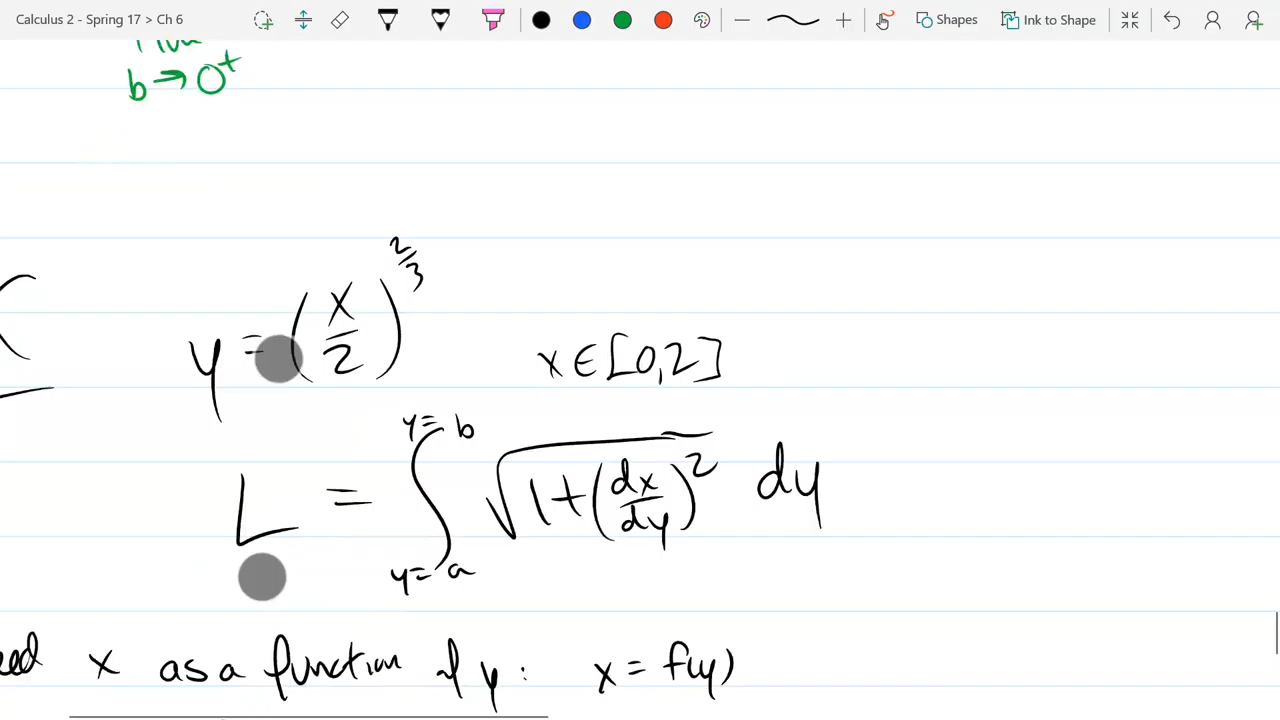 Calculus 2 - Spring 17 > Ch 6
Shapes
Ink to Shape
b → 0⁺
y = (x/2)^(2/3) x ∈ [0,2]
L = ∫_{y=a}^{y=b} √(1+(dx/dy)²) dy
x as a function of y : x = f(y)